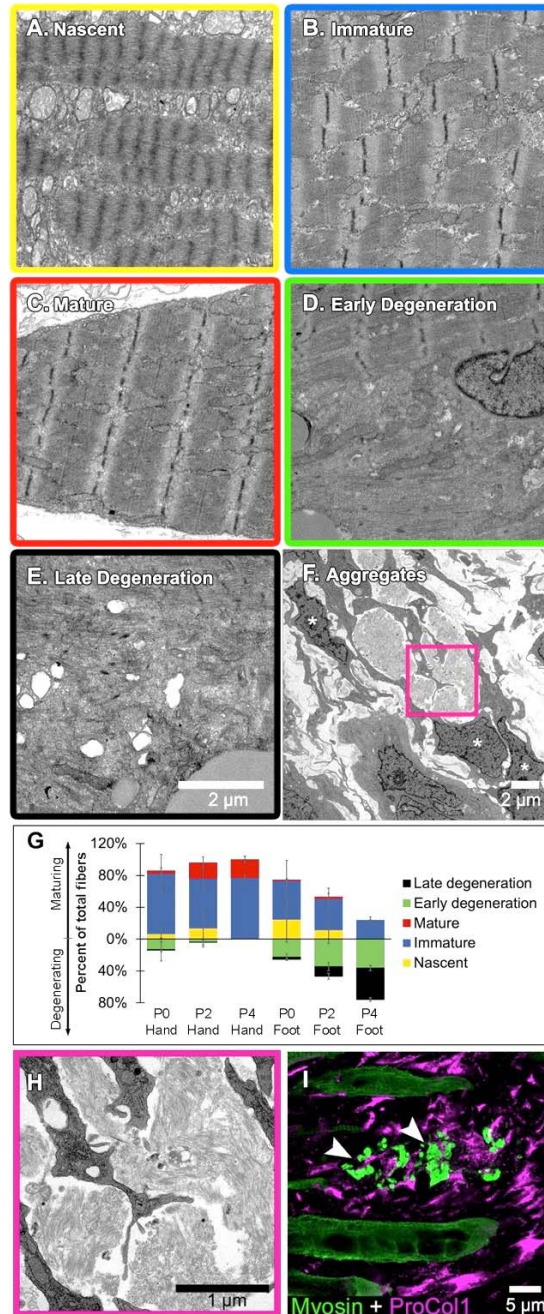 A. Nascent
B. Immature
C. Mature
D. Early Degeneration
E. Late Degeneration
2 µm
F. Aggregates
*
*
*
2 µm
G
Maturing
Degenerating
Percent of total fibers
120%
80%
40%
0%
40%
80%
P0 Hand
P2 Hand
P4 Hand
P0 Foot
P2 Foot
P4 Foot
Late degeneration
Early degeneration
Mature
Immature
Nascent
H
1 µm
I
Myosin + ProCol1
5 µm